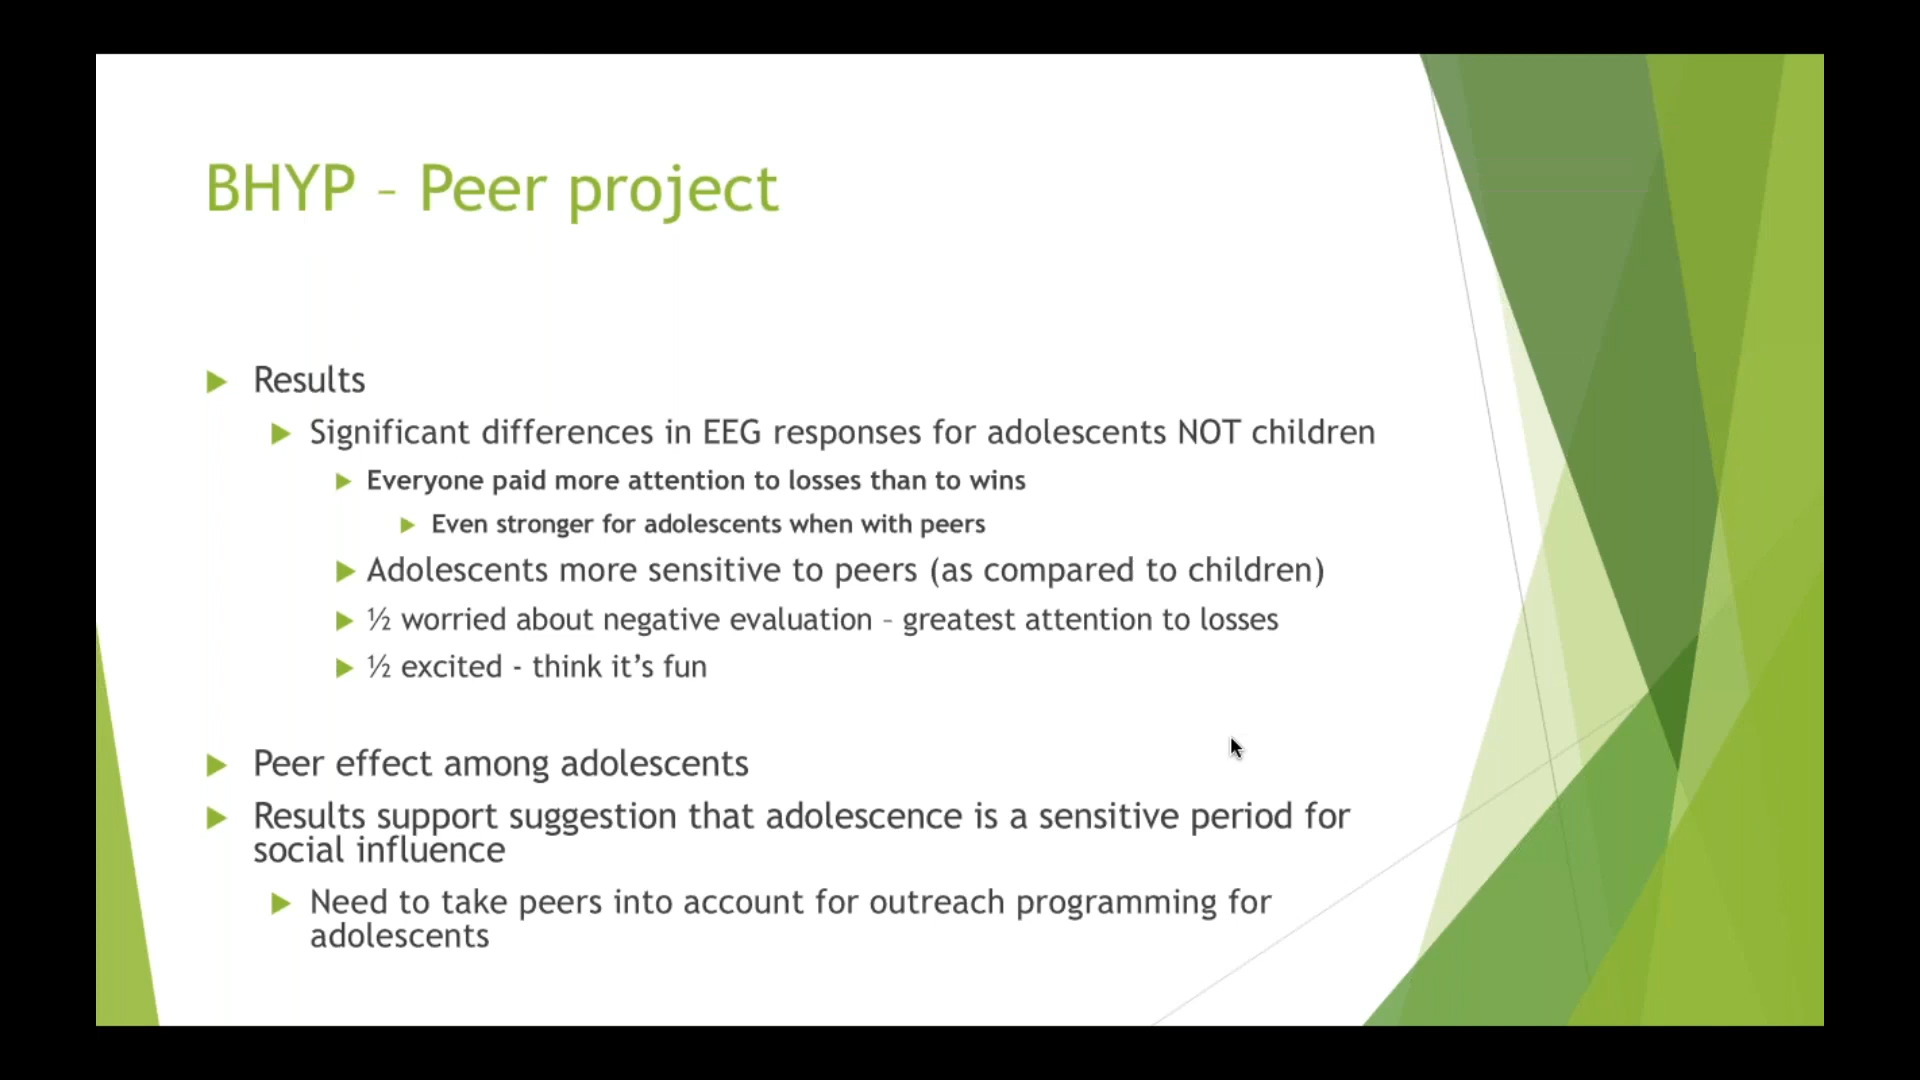 BHYP – Peer project
Results
Significant differences in EEG responses for adolescents NOT children
Everyone paid more attention to losses than to wins
Even stronger for adolescents when with peers
Adolescents more sensitive to peers (as compared to children)
½ worried about negative evaluation – greatest attention to losses
½ excited - think it’s fun
Peer effect among adolescents
Results support suggestion that adolescence is a sensitive period for
social influence
Need to take peers into account for outreach programming for
adolescents